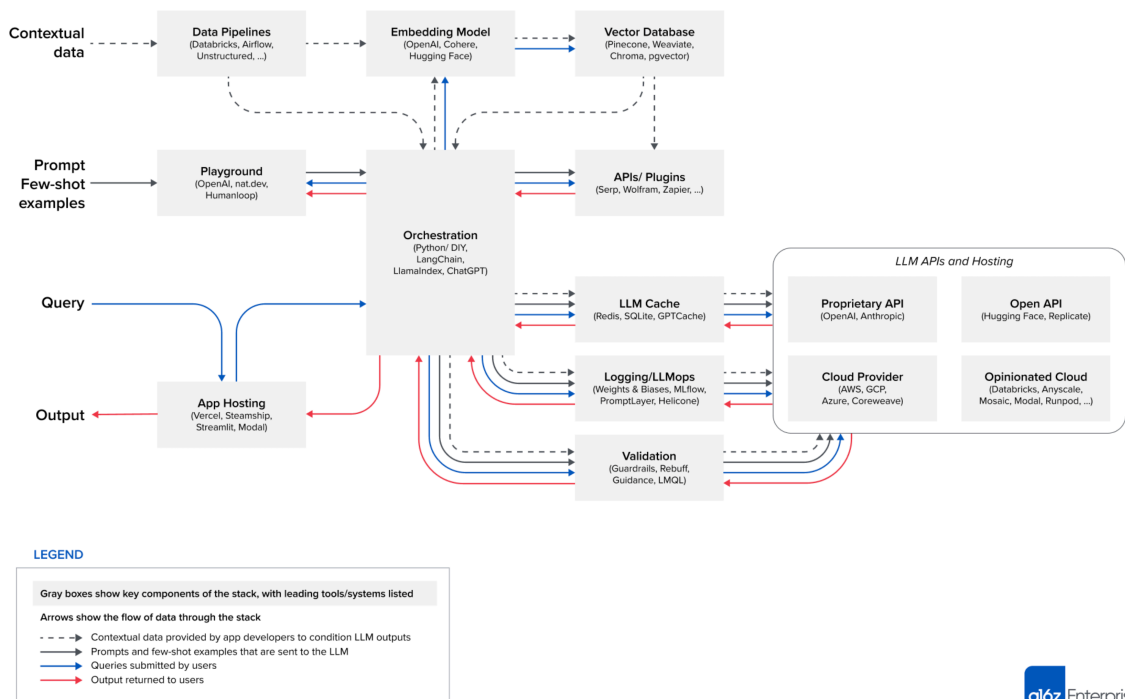 Contextual
data
Data Pipelines
(Databricks, Airflow,
Unstructured, ...)
Embedding Model
(OpenAI, Cohere,
Hugging Face)
Vector Database
(Pinecone, Weaviate,
Chroma, pgvector)
Prompt
Few-shot
examples
Playground
(OpenAI, nat.dev,
Humanloop)
Orchestration
(Python/ DIY,
LangChain,
LlamaIndex, ChatGPT)
APIs/ Plugins
(Serp, Wolfram, Zapier, ...)
Query
App Hosting
(Vercel, Steamship,
Streamlit, Modal)
Output
LLM Cache
(Redis, SQLite, GPTCache)
Logging/LLMops
(Weights & Biases, MLflow,
PromptLayer, Helicone)
Validation
(Guardrails, Rebuff,
Guidance, LMQL)
LLM APIs and Hosting
Proprietary API
(OpenAI, Anthropic)
Open API
(Hugging Face, Replicate)
Cloud Provider
(AWS, GCP,
Azure, Coreweave)
Opinionated Cloud
(Databricks, Anyscale,
Mosaic, Modal, Runpod, ...)
LEGEND
Gray boxes show key components of the stack, with leading tools/systems listed
Arrows show the flow of data through the stack
Contextual data provided by app developers to condition LLM outputs
Prompts and few-shot examples that are sent to the LLM
Queries submitted by users
Output returned to users
a16z Enterpris